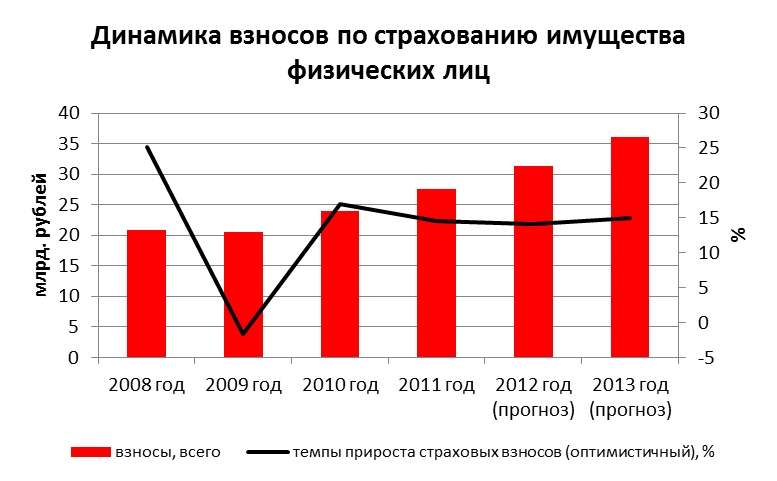 Динамика взносов по страхованию имущества
физических лиц
млрд. рублей
40
35
30
25
20
15
10
5
0
30
25
20
15
10
5
0
-5
%
2008 год
2009 год
2010 год
2011 год
2012 год
(прогноз)
2013 год
(прогноз)
взносы, всего
темпы прироста страховых взносов (оптимистичный), %